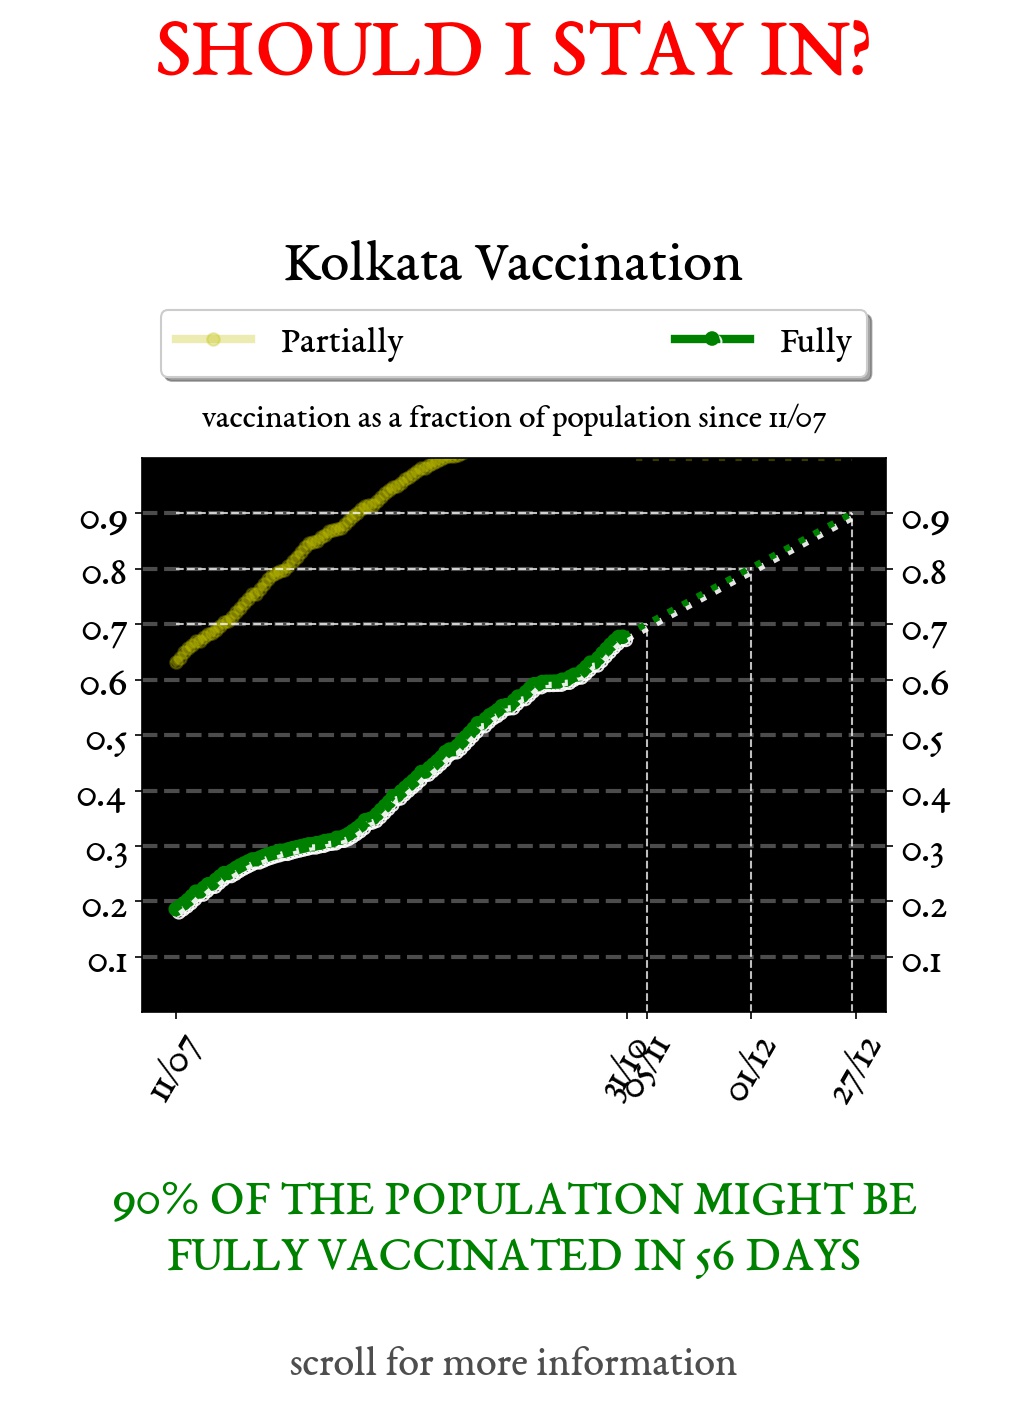 SHOULD I STAY IN?
Kolkata Vaccination
Partially Fully
vaccination as a fraction of population since 11/07
0.9 0.9
0.8 0.8
0.7 0.7
0.6 0.6
0.5 0.5
0.4 0.4
0.3 0.3
0.2 0.2
0.1 0.1
11/07 31/10 05/11 01/12 27/12
90% OF THE POPULATION MIGHT BE
FULLY VACCINATED IN 56 DAYS
scroll for more information